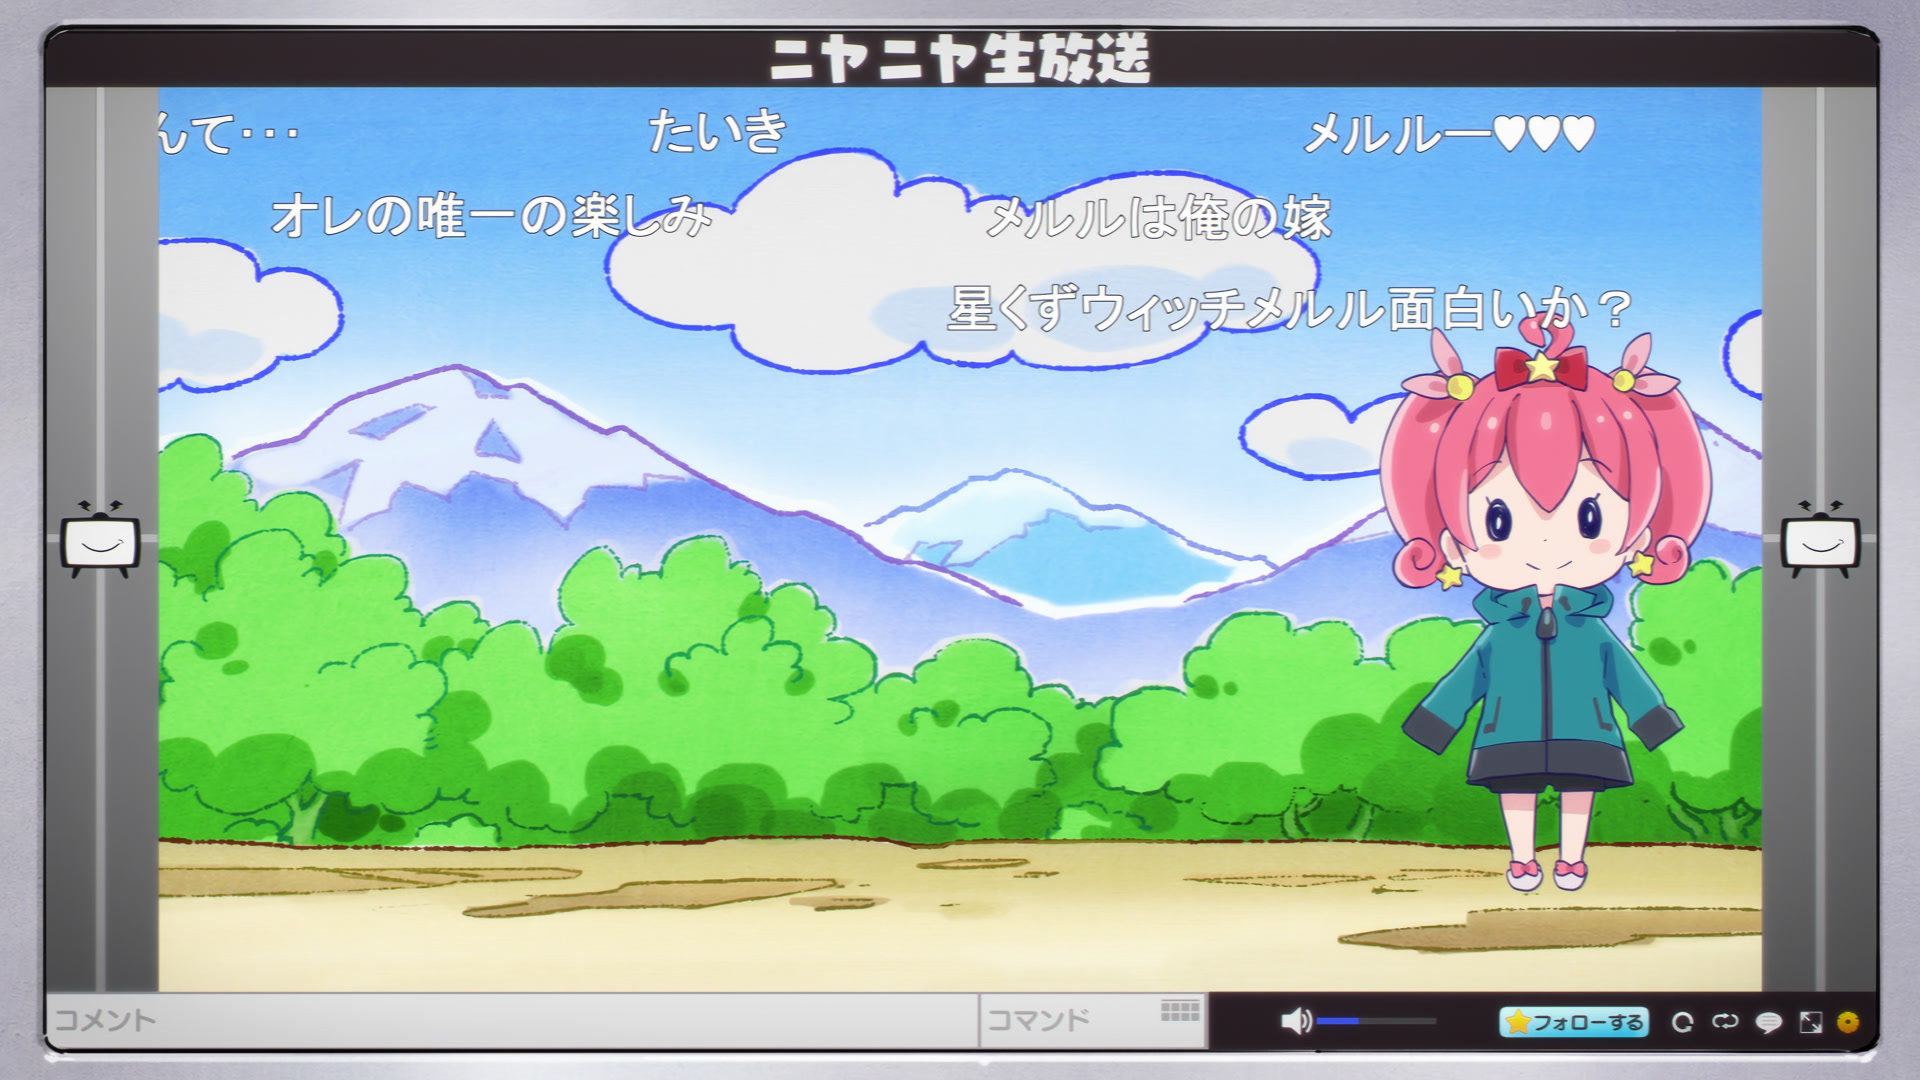 ニヤニヤ生放送
んて･･･
たいき
メルルー♥♥♥
オレの唯一の楽しみ
メルルは俺の嫁
星くずウィッチメルル面白いか？
コメント
コマンド
フォローする